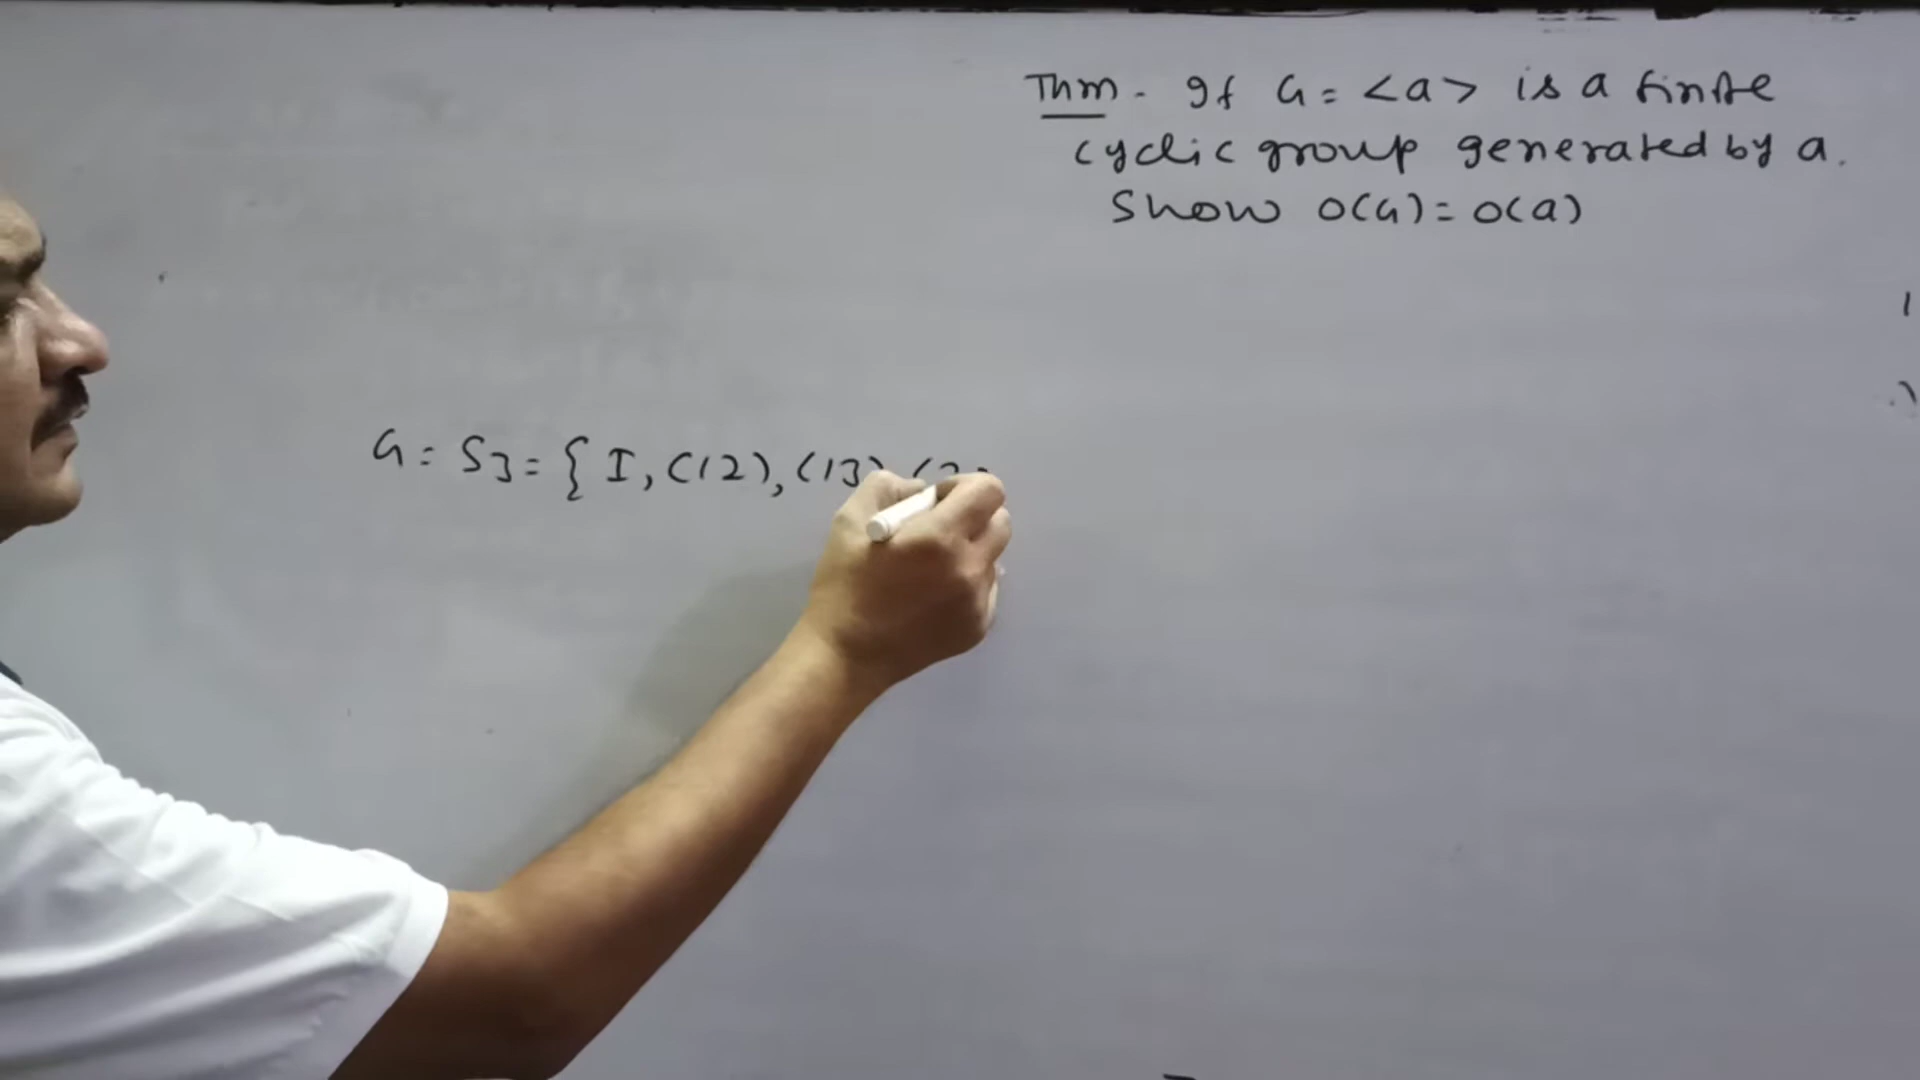 Thm - If G = <a> is a finite
cyclic group generated by a.
Show O(G) = O(a)
G = S3 = { I, (12), (13)